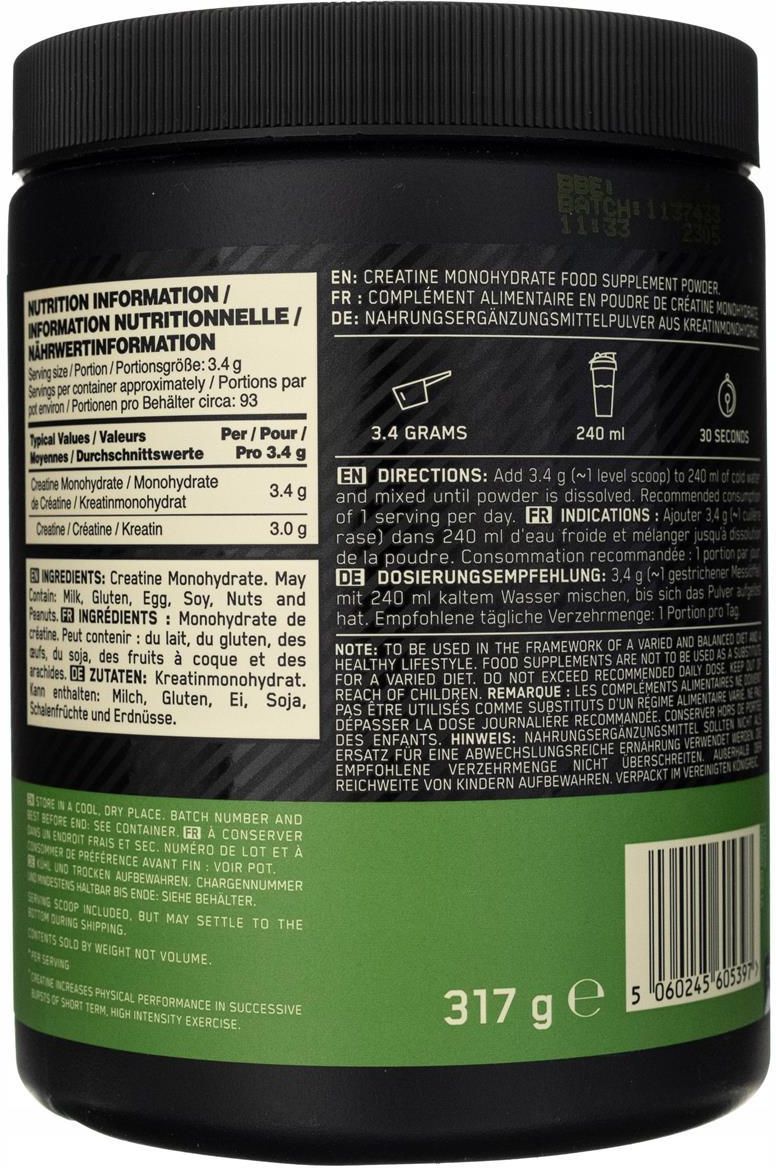 BBE:
BATCH: 1137433
11:33 2305
NUTRITION INFORMATION /
INFORMATION NUTRITIONNELLE /
NÄHRWERTINFORMATION
Serving size / Portion / Portionsgröße: 3.4 g
Servings per container approximately / Portions par
pot environ / Portionen pro Behälter circa: 93
Typical Values / Valeurs Per / Pour /
Moyennes / Durchschnittswerte Pro 3.4 g
Creatine Monohydrate / Monohydrate
de Créatine / Kreatinmonohydrat 3.4 g
Creatine / Créatine / Kreatin 3.0 g
EN INGREDIENTS: Creatine Monohydrate. May
Contain: Milk, Gluten, Egg, Soy, Nuts and
Peanuts. FR INGRÉDIENTS : Monohydrate de
créatine. Peut contenir : du lait, du gluten, des
œufs, du soja, des fruits à coque et des
arachides. DE ZUTATEN: Kreatinmonohydrat.
Kann enthalten: Milch, Gluten, Ei, Soja,
Schalenfrüchte und Erdnüsse.
EN: CREATINE MONOHYDRATE FOOD SUPPLEMENT POWDER.
FR : COMPLÉMENT ALIMENTAIRE EN POUDRE DE CRÉATINE MONOHYDRATE.
DE: NAHRUNGSERGÄNZUNGSMITTELPULVER AUS KREATINMONOHYDRAT.
3.4 GRAMS 240 ml 30 SECONDS
EN DIRECTIONS: Add 3.4 g (~1 level scoop) to 240 ml of cold water
and mixed until powder is dissolved. Recommended consumption
of 1 serving per day. FR INDICATIONS : Ajouter 3,4 g (~1 cuillère
rase) dans 240 ml d'eau froide et mélanger jusqu'à dissolution
de la poudre. Consommation recommandée : 1 portion par jour.
DE DOSIERUNGSEMPFEHLUNG: 3,4 g (~1 gestrichener Messlöffel)
mit 240 ml kaltem Wasser mischen, bis sich das Pulver aufgelöst
hat. Empfohlene tägliche Verzehrmenge: 1 Portion pro Tag.
NOTE: TO BE USED IN THE FRAMEWORK OF A VARIED AND BALANCED DIET AND A
HEALTHY LIFESTYLE. FOOD SUPPLEMENTS ARE NOT TO BE USED AS A SUBSTITUTE
FOR A VARIED DIET. DO NOT EXCEED RECOMMENDED DAILY DOSE. KEEP OUT OF
REACH OF CHILDREN. REMARQUE : LES COMPLÉMENTS ALIMENTAIRES NE DOIVENT
PAS ÊTRE UTILISÉS COMME SUBSTITUTS D'UN RÉGIME ALIMENTAIRE VARIÉ. NE PAS
DÉPASSER LA DOSE JOURNALIÈRE RECOMMANDÉE. CONSERVER HORS DE PORTÉE
DES ENFANTS. HINWEIS: NAHRUNGSERGÄNZUNGSMITTEL SOLLTEN NICHT ALS
ERSATZ FÜR EINE ABWECHSLUNGSREICHE ERNÄHRUNG VERWENDET WERDEN. DIE
EMPFOHLENE VERZEHRMENGE NICHT ÜBERSCHREITEN. AUSSERHALB DER
REICHWEITE VON KINDERN AUFBEWAHREN. VERPACKT IM VEREINIGTEN KÖNIGREICH.
EN STORE IN A COOL, DRY PLACE. BATCH NUMBER AND
BEST BEFORE END: SEE CONTAINER. FR À CONSERVER
DANS UN ENDROIT FRAIS ET SEC. NUMÉRO DE LOT ET À
CONSOMMER DE PRÉFÉRENCE AVANT FIN : VOIR POT.
DE KÜHL UND TROCKEN AUFBEWAHREN. CHARGENNUMMER
UND MINDESTENS HALTBAR BIS ENDE: SIEHE BEHÄLTER.
SERVING SCOOP INCLUDED, BUT MAY SETTLE TO THE
BOTTOM DURING SHIPPING.
CONTENTS SOLD BY WEIGHT NOT VOLUME.
*PER SERVING
*CREATINE INCREASES PHYSICAL PERFORMANCE IN SUCCESSIVE
BURSTS OF SHORT TERM, HIGH INTENSITY EXERCISE.
317 g ℮
5 060245 605397 >